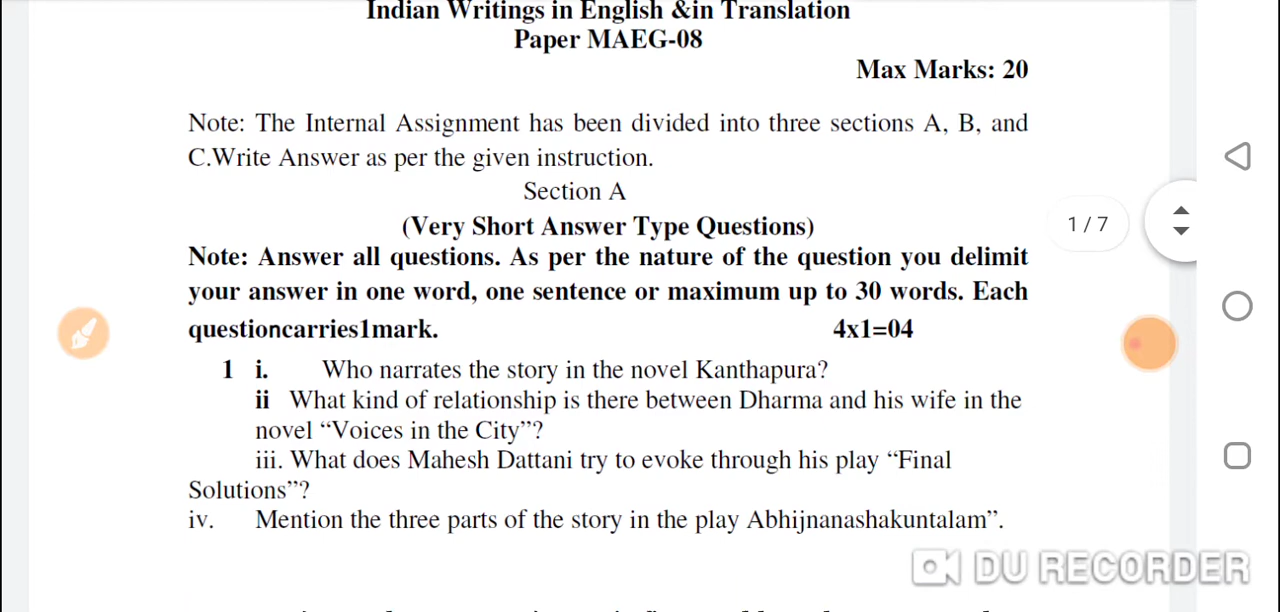 Indian Writings in English &in Translation
Paper MAEG-08
Max Marks: 20
Note: The Internal Assignment has been divided into three sections A, B, and
C.Write Answer as per the given instruction.
Section A
(Very Short Answer Type Questions)
Note: Answer all questions. As per the nature of the question you delimit
your answer in one word, one sentence or maximum up to 30 words. Each
questioncarries1mark. 4x1=04
1 i. Who narrates the story in the novel Kanthapura?
ii What kind of relationship is there between Dharma and his wife in the
novel “Voices in the City”?
iii. What does Mahesh Dattani try to evoke through his play “Final
Solutions”?
iv. Mention the three parts of the story in the play Abhijnanashakuntalam”.
1 / 7
DU RECORDER